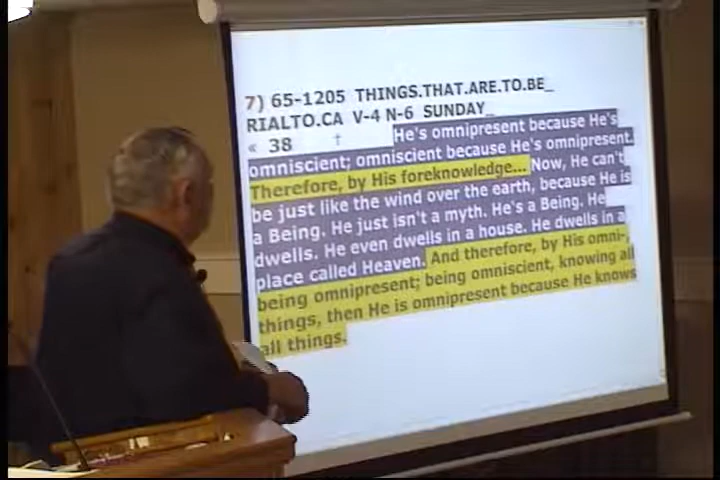 7) 65-1205 THINGS.THAT.ARE.TO.BE_
RIALTO.CA V-4 N-6 SUNDAY_
« 38 † He's omnipresent because He's
omniscient; omniscient because He's omnipresent.
Therefore, by His foreknowledge... Now, He can't
be just like the wind over the earth, because He is
a Being. He just isn't a myth. He's a Being. He
dwells. He even dwells in a house. He dwells in a
place called Heaven. And therefore, by His omni-,
being omnipresent; being omniscient, knowing all
things, then He is omnipresent because He knows
all things.